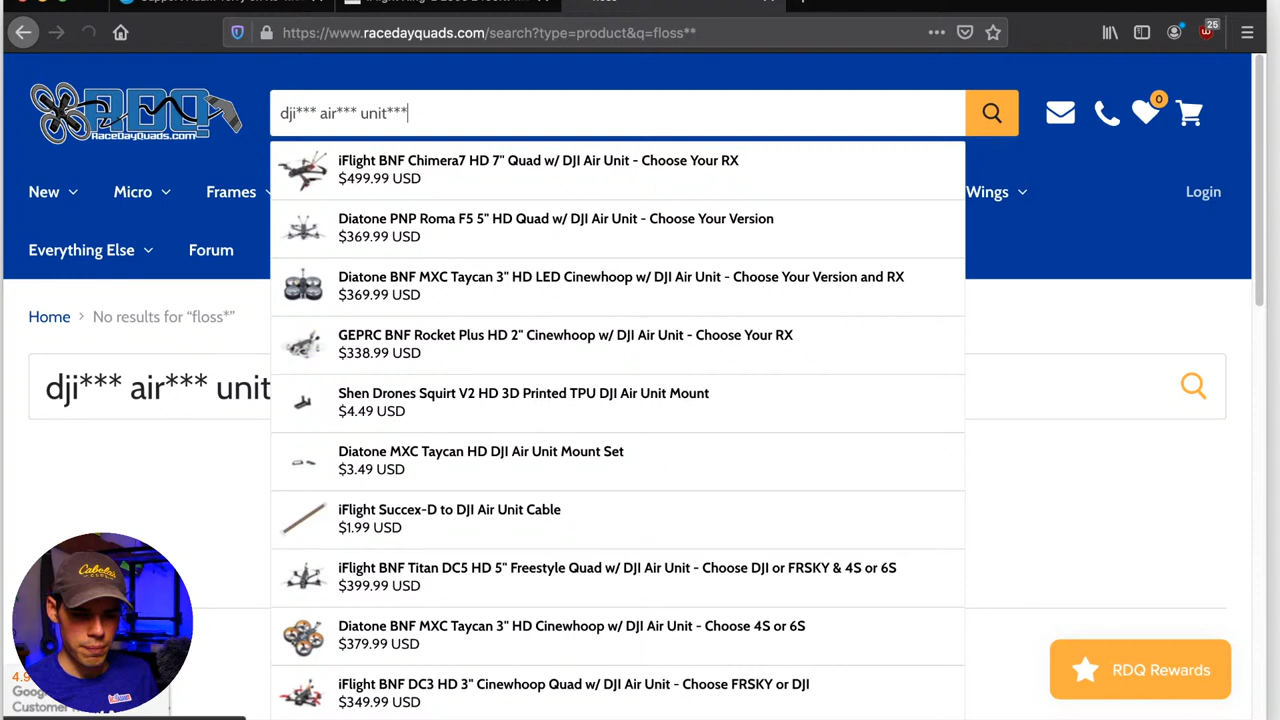 25
https://www.racedayquads.com/search?type=product&q=floss**
RDQ
RaceDayQuads.com
dji*** air*** unit***
0
New
Micro
Frames
Wings
Login
Everything Else
Forum
iFlight BNF Chimera7 HD 7" Quad w/ DJI Air Unit - Choose Your RX
$499.99 USD
Diatone PNP Roma F5 5" HD Quad w/ DJI Air Unit - Choose Your Version
$369.99 USD
Diatone BNF MXC Taycan 3" HD LED Cinewhoop w/ DJI Air Unit - Choose Your Version and RX
$369.99 USD
GEPRC BNF Rocket Plus HD 2" Cinewhoop w/ DJI Air Unit - Choose Your RX
$338.99 USD
Shen Drones Squirt V2 HD 3D Printed TPU DJI Air Unit Mount
$4.49 USD
Diatone MXC Taycan HD DJI Air Unit Mount Set
$3.49 USD
iFlight Succex-D to DJI Air Unit Cable
$1.99 USD
iFlight BNF Titan DC5 HD 5" Freestyle Quad w/ DJI Air Unit - Choose DJI or FRSKY & 4S or 6S
$399.99 USD
Diatone BNF MXC Taycan 3" HD Cinewhoop w/ DJI Air Unit - Choose 4S or 6S
$379.99 USD
iFlight BNF DC3 HD 3" Cinewhoop Quad w/ DJI Air Unit - Choose FRSKY or DJI
$349.99 USD
Home > No results for “floss*”
dji*** air*** unit
Cabela's
4.9
Goog
Customer
RDQ Rewards